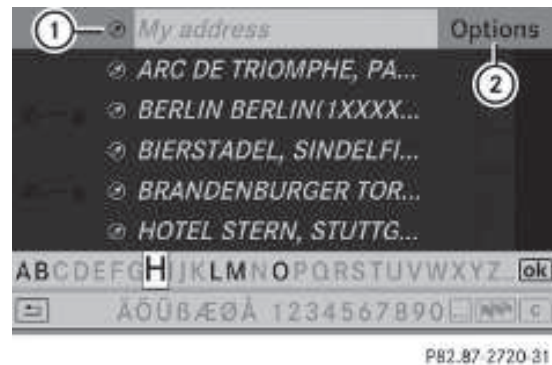 1 My address Options
ARC DE TRIOMPHE, PA... 2
BERLIN BERLIN(1XXXX...
BIERSTADEL, SINDELFI...
BRANDENBURGER TOR...
HOTEL STERN, STUTTG...
ABCDEFGHIJKLMNOPQRSTUVWXYZ_ ok
ÄÖÜßÆØÅ 1234567890 ... C
P82.87-2720-31